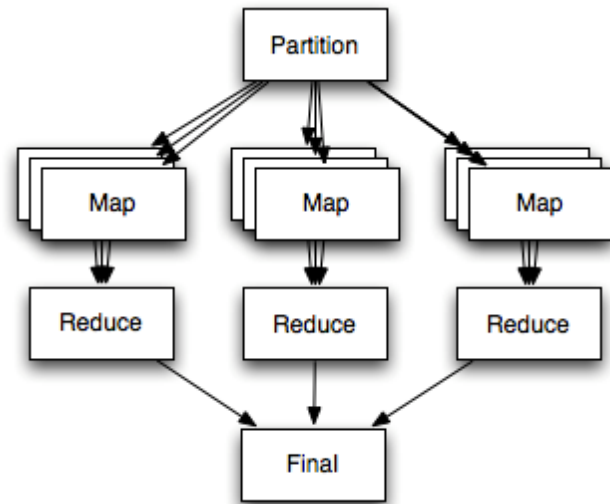 Partition
Map
Map
Map
Reduce
Reduce
Reduce
Final